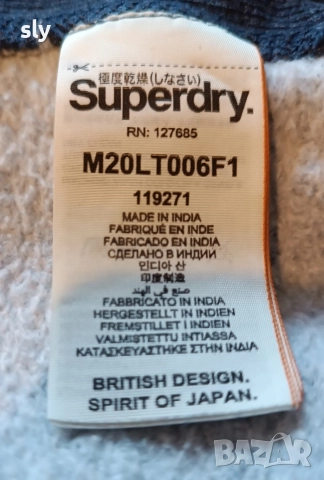 sly
極度乾燥(しなさい)
Superdry.
RN: 127685
M20LT006F1
119271
MADE IN INDIA
FABRIQUÉ EN INDE
FABRICADO EN INDIA
СДЕЛАНО В ИНДИИ
인디아 산
印度制造
صنع في الهند
FABBRICATO IN INDIA
HERGESTELLT IN INDIEN
FREMSTILLET I INDIEN
VALMISTETTU INTIASSA
ΚΑΤΑΣΚΕΥΑΣΤΗΚΕ ΣΤΗΝ ΙΝΔΙΑ
BRITISH DESIGN.
SPIRIT OF JAPAN.
BAZAR